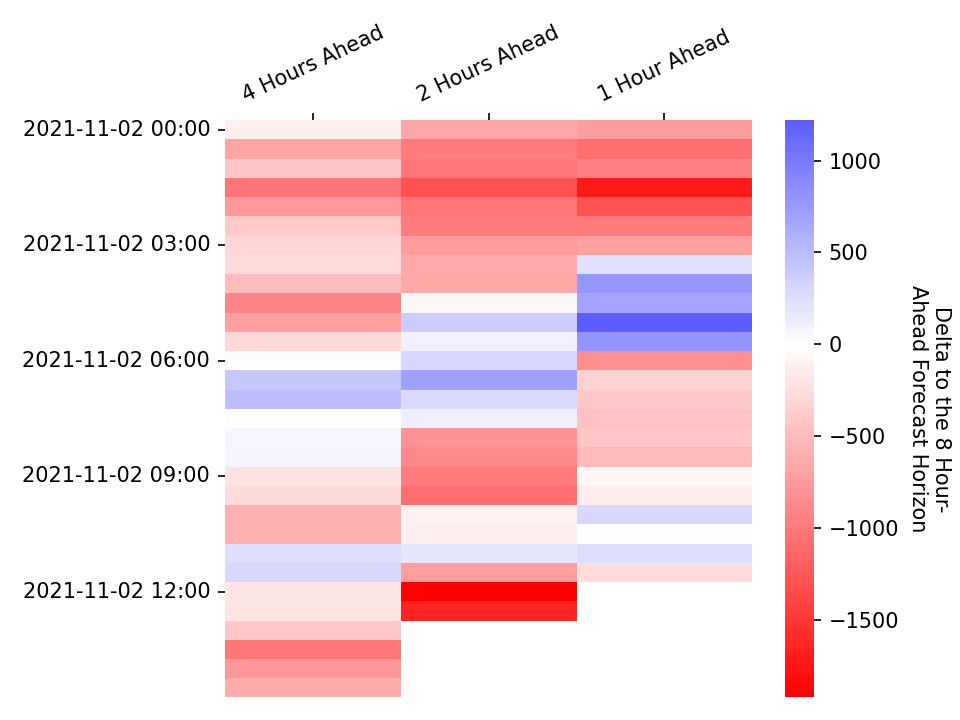 4 Hours Ahead
2 Hours Ahead
1 Hour Ahead
2021-11-02 00:00
2021-11-02 03:00
2021-11-02 06:00
2021-11-02 09:00
2021-11-02 12:00
1000
500
0
−500
−1000
−1500
Delta to the 8 Hour-
Ahead Forecast Horizon